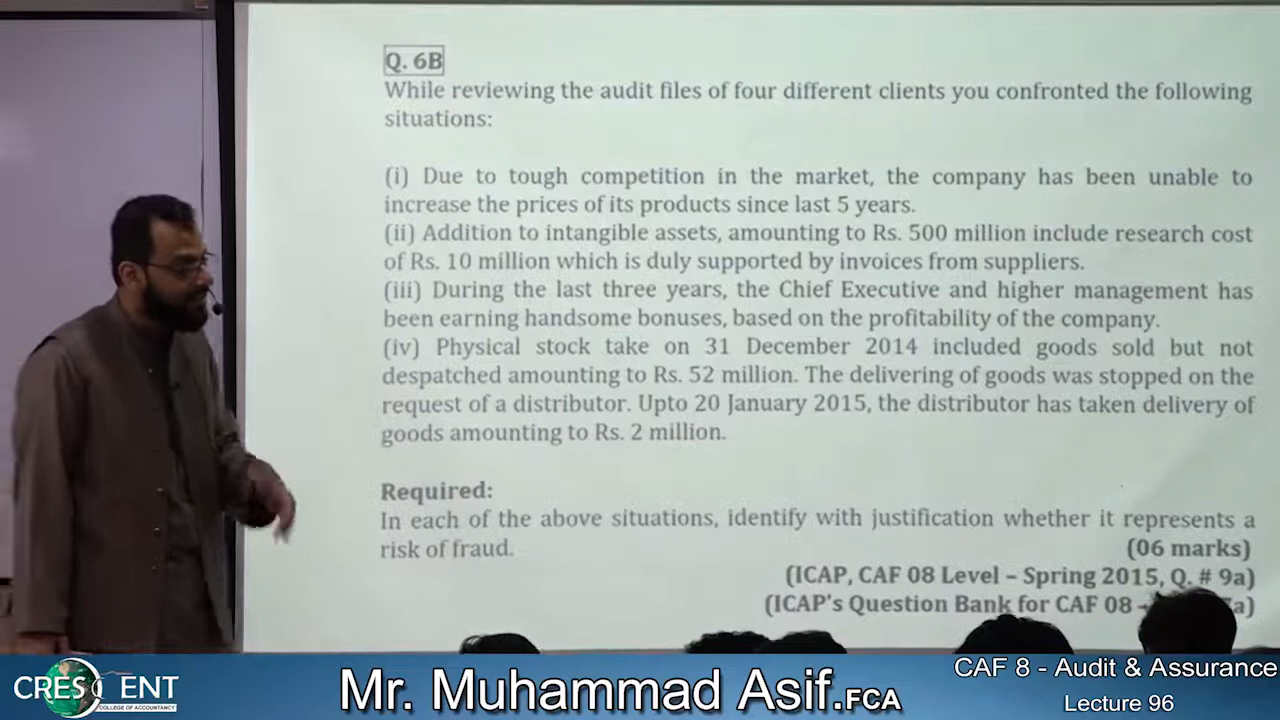 Q. 6B
While reviewing the audit files of four different clients you confronted the following
situations:
(i) Due to tough competition in the market, the company has been unable to
increase the prices of its products since last 5 years.
(ii) Addition to intangible assets, amounting to Rs. 500 million include research cost
of Rs. 10 million which is duly supported by invoices from suppliers.
(iii) During the last three years, the Chief Executive and higher management has
been earning handsome bonuses, based on the profitability of the company.
(iv) Physical stock take on 31 December 2014 included goods sold but not
despatched amounting to Rs. 52 million. The delivering of goods was stopped on the
request of a distributor. Upto 20 January 2015, the distributor has taken delivery of
goods amounting to Rs. 2 million.
Required:
In each of the above situations, identify with justification whether it represents a
risk of fraud.
(06 marks)
(ICAP, CAF 08 Level – Spring 2015, Q. # 9a)
(ICAP's Question Bank for CAF 08 -
CRESCENT
COLLEGE OF ACCOUNTANCY
Mr. Muhammad Asif.FCA
CAF 8 - Audit & Assurance
Lecture 96